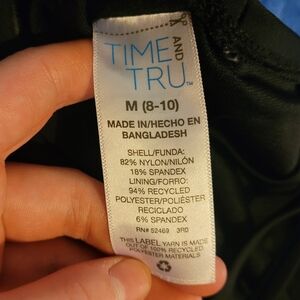 TIME AND
TRU™
M (8-10)
MADE IN/HECHO EN
BANGLADESH
SHELL/FUNDA:
82% NYLON/NILÓN
18% SPANDEX
LINING/FORRO:
94% RECYCLED
POLYESTER/POLIÉSTER
RECICLADO
6% SPANDEX
RN# 52469 3RD
THIS LABEL YARN IS MADE
OUT OF 100% RECYCLED
POLYESTER MATERIALS